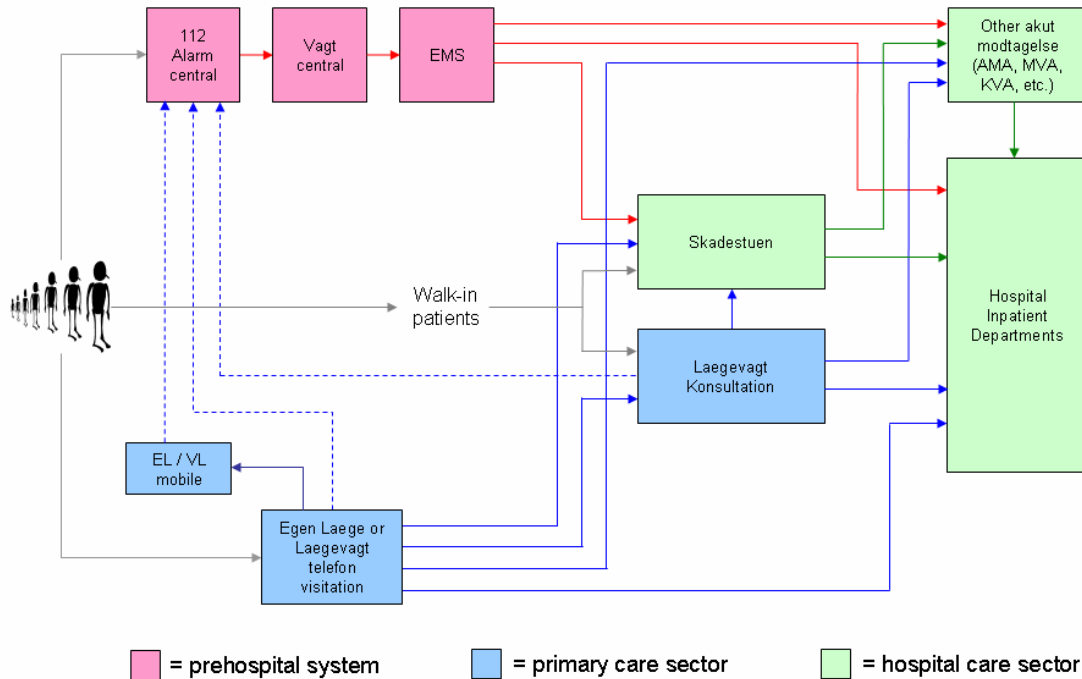 112
Alarm
central
Vagt
central
EMS
Other akut
modtagelse
(AMA, MVA,
KVA, etc.)
Skadestuen
Walk-in
patients
Hospital
Inpatient
Departments
Laegevagt
Konsultation
EL / VL
mobile
Egen Laege or
Laegevagt
telefon
visitation
= prehospital system
= primary care sector
= hospital care sector